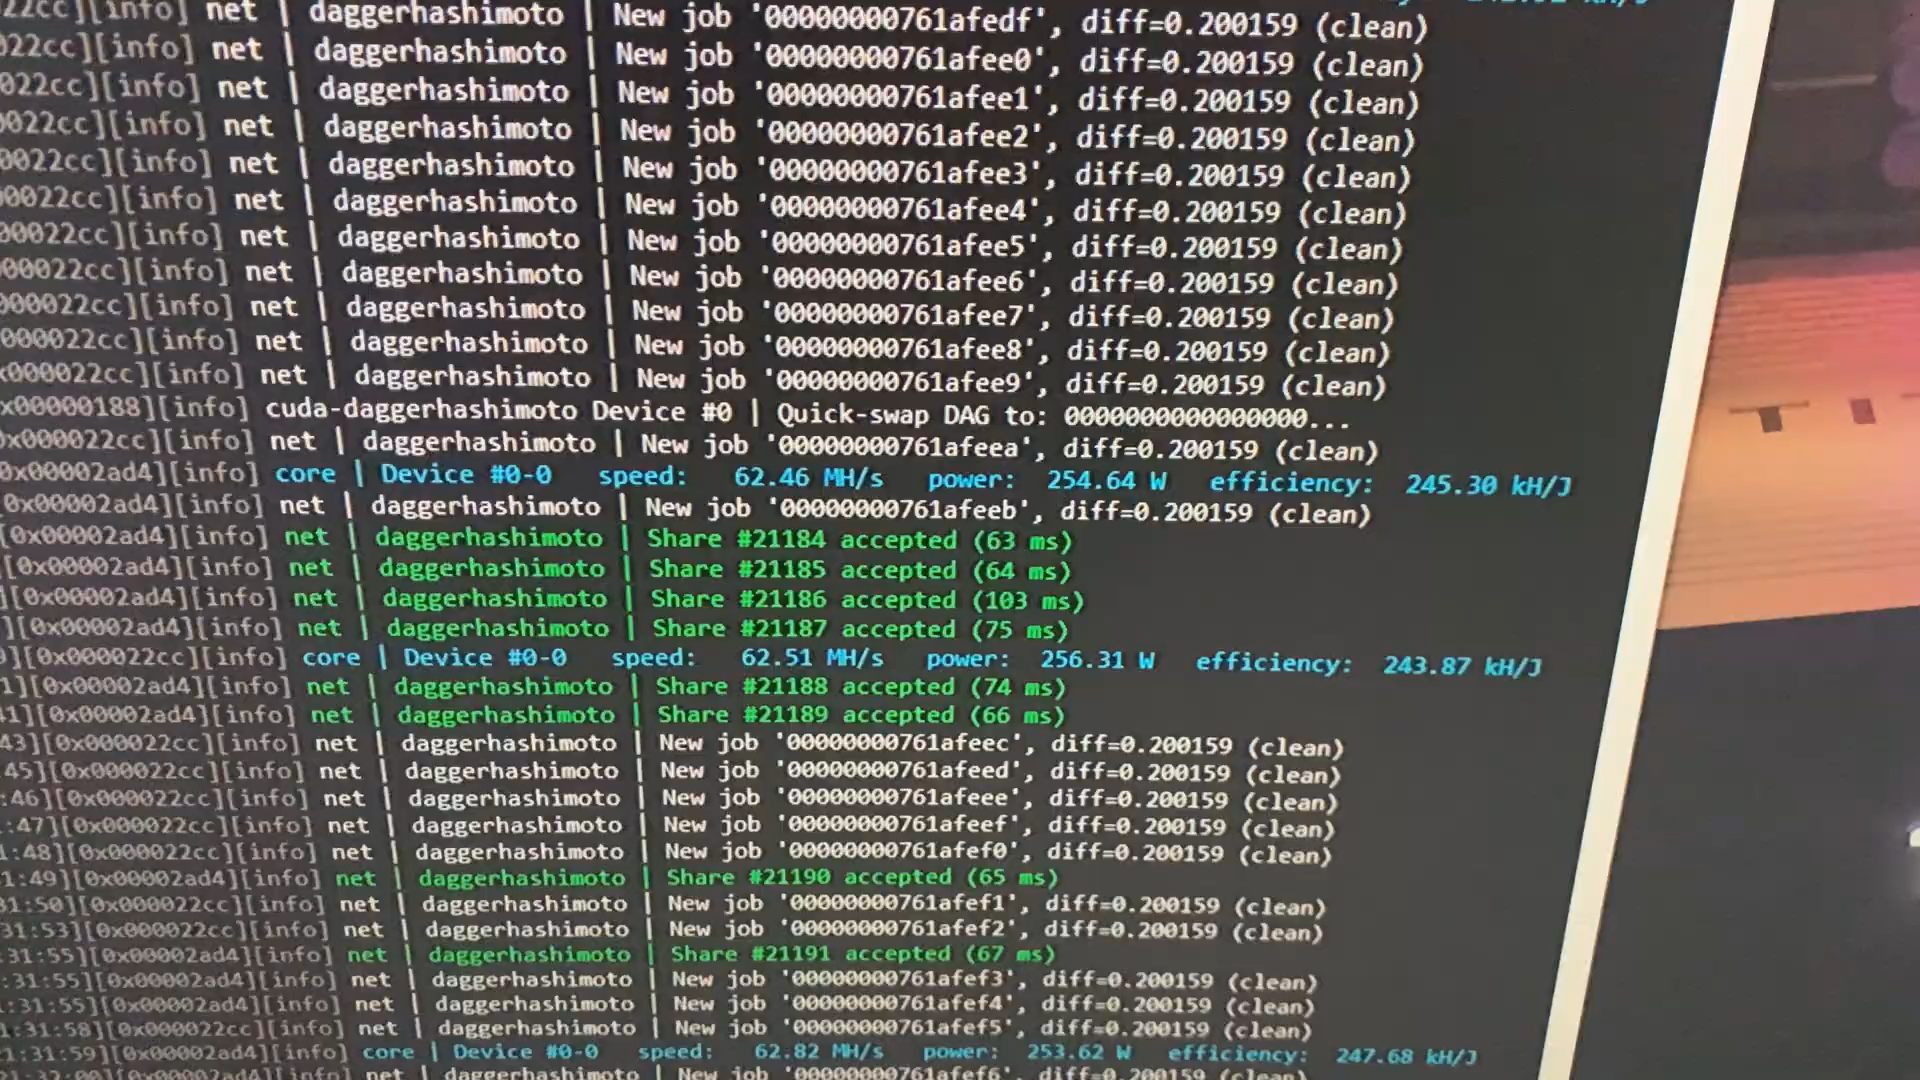 22cc][info] net | daggerhashimoto | New job '00000000761afedf', diff=0.200159 (clean)
022cc][info] net | daggerhashimoto | New job '00000000761afee0', diff=0.200159 (clean)
022cc][info] net | daggerhashimoto | New job '00000000761afee1', diff=0.200159 (clean)
0022cc][info] net | daggerhashimoto | New job '00000000761afee2', diff=0.200159 (clean)
0022cc][info] net | daggerhashimoto | New job '00000000761afee3', diff=0.200159 (clean)
0022cc][info] net | daggerhashimoto | New job '00000000761afee4', diff=0.200159 (clean)
00022cc][info] net | daggerhashimoto | New job '00000000761afee5', diff=0.200159 (clean)
00022cc][info] net | daggerhashimoto | New job '00000000761afee6', diff=0.200159 (clean)
000022cc][info] net | daggerhashimoto | New job '00000000761afee7', diff=0.200159 (clean)
000022cc][info] net | daggerhashimoto | New job '00000000761afee8', diff=0.200159 (clean)
x000022cc][info] net | daggerhashimoto | New job '00000000761afee9', diff=0.200159 (clean)
x00000188][info] cuda-daggerhashimoto Device #0 | Quick-swap DAG to: 0000000000000000...
0x000022cc][info] net | daggerhashimoto | New job '00000000761afeea', diff=0.200159 (clean)
0x00002ad4][info] core | Device #0-0 speed: 62.46 MH/s power: 254.64 W efficiency: 245.30 kH/J
[0x00002ad4][info] net | daggerhashimoto | New job '00000000761afeeb', diff=0.200159 (clean)
[0x00002ad4][info] net | daggerhashimoto | Share #21184 accepted (63 ms)
[0x00002ad4][info] net | daggerhashimoto | Share #21185 accepted (64 ms)
][0x00002ad4][info] net | daggerhashimoto | Share #21186 accepted (103 ms)
][0x00002ad4][info] net | daggerhashimoto | Share #21187 accepted (75 ms)
][0x000022cc][info] core | Device #0-0 speed: 62.51 MH/s power: 256.31 W efficiency: 243.87 kH/J
1][0x00002ad4][info] net | daggerhashimoto | Share #21188 accepted (74 ms)
41][0x00002ad4][info] net | daggerhashimoto | Share #21189 accepted (66 ms)
43][0x000022cc][info] net | daggerhashimoto | New job '00000000761afeec', diff=0.200159 (clean)
45][0x000022cc][info] net | daggerhashimoto | New job '00000000761afeed', diff=0.200159 (clean)
:46][0x000022cc][info] net | daggerhashimoto | New job '00000000761afeee', diff=0.200159 (clean)
:47][0x000022cc][info] net | daggerhashimoto | New job '00000000761afeef', diff=0.200159 (clean)
1:48][0x000022cc][info] net | daggerhashimoto | New job '00000000761afef0', diff=0.200159 (clean)
1:49][0x00002ad4][info] net | daggerhashimoto | Share #21190 accepted (65 ms)
31:50][0x000022cc][info] net | daggerhashimoto | New job '00000000761afef1', diff=0.200159 (clean)
31:53][0x000022cc][info] net | daggerhashimoto | New job '00000000761afef2', diff=0.200159 (clean)
:31:55][0x00002ad4][info] net | daggerhashimoto | Share #21191 accepted (67 ms)
:31:55][0x00002ad4][info] net | daggerhashimoto | New job '00000000761afef3', diff=0.200159 (clean)
:31:55][0x00002ad4][info] net | daggerhashimoto | New job '00000000761afef4', diff=0.200159 (clean)
1:31:58][0x000022cc][info] net | daggerhashimoto | New job '00000000761afef5', diff=0.200159 (clean)
1:31:59][0x00002ad4][info] core | Device #0-0 speed: 62.82 MH/s power: 253.62 W efficiency: 247.68 kH/J
21:32:00][0x00002ad4][info] net | daggerhashimoto | New job '00000000761afef6', diff=0.200159 (clean)